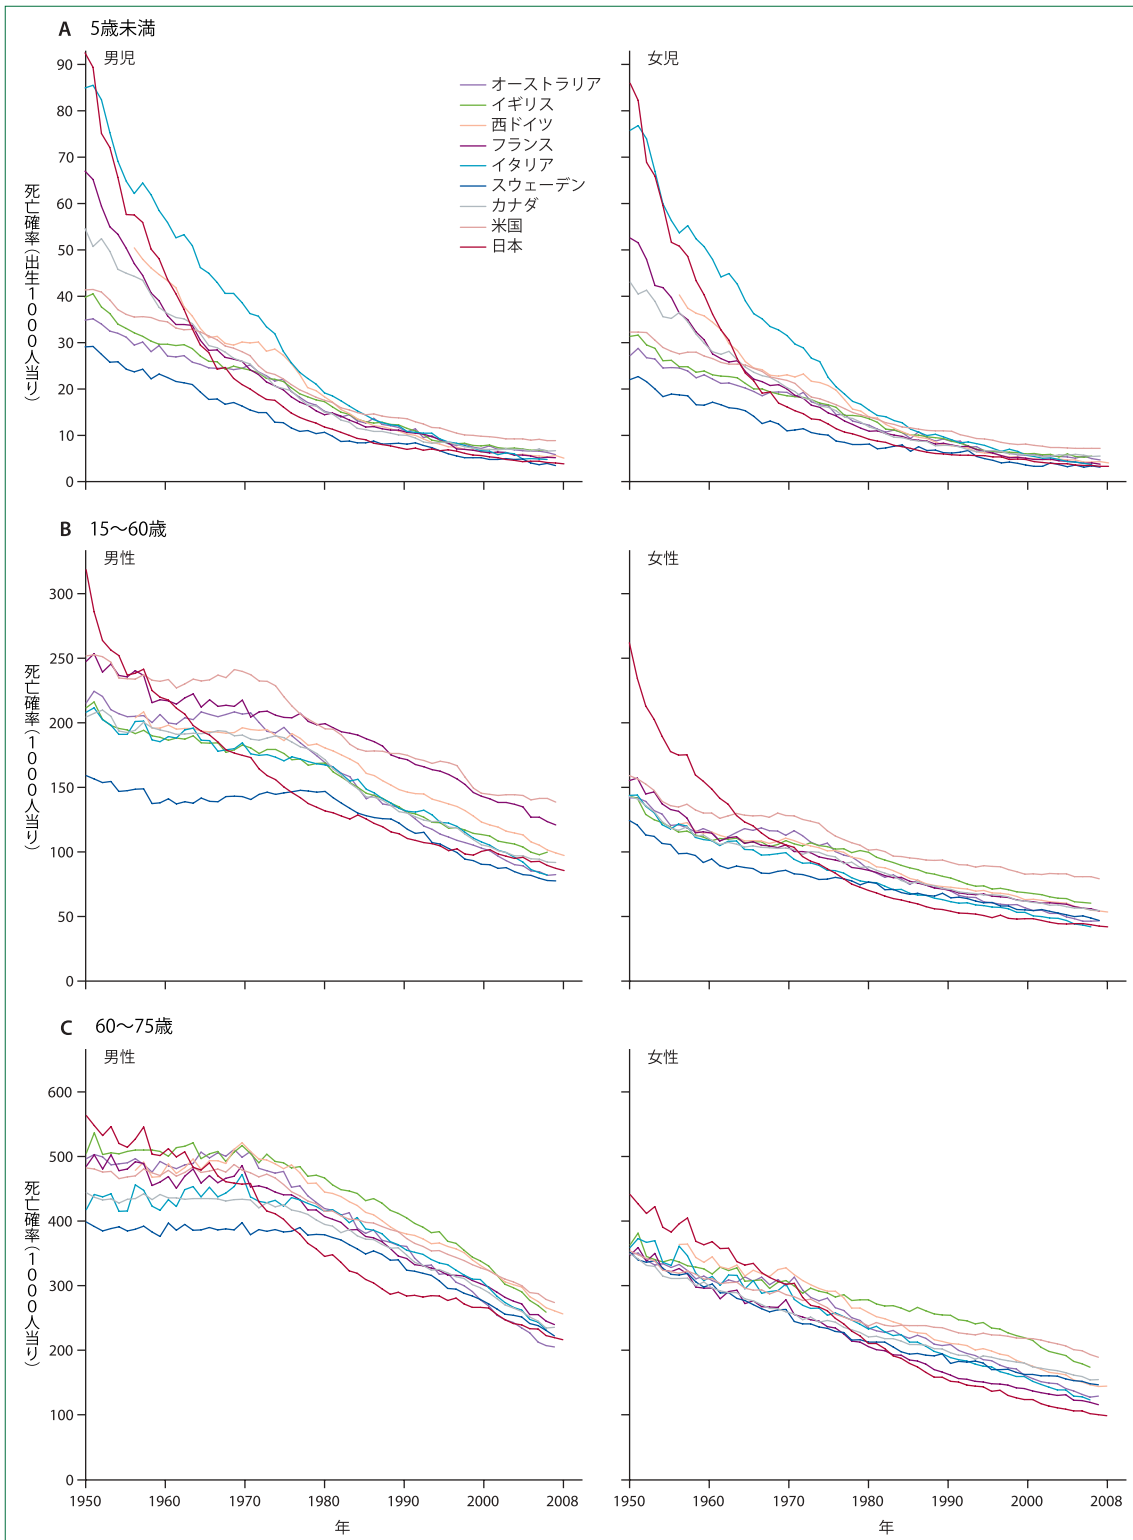 A 5歳未満
男児
女児
オーストラリア
イギリス
西ドイツ
フランス
イタリア
スウェーデン
カナダ
米国
日本
死亡確率(出生1000人当り)
90
80
70
60
50
40
30
20
10
0
B 15〜60歳
男性
女性
死亡確率(1000人当り)
300
250
200
150
100
50
0
C 60〜75歳
男性
女性
死亡確率(1000人当り)
600
500
400
300
200
100
0
1950 1960 1970 1980 1990 2000 2008
年
1950 1960 1970 1980 1990 2000 2008
年